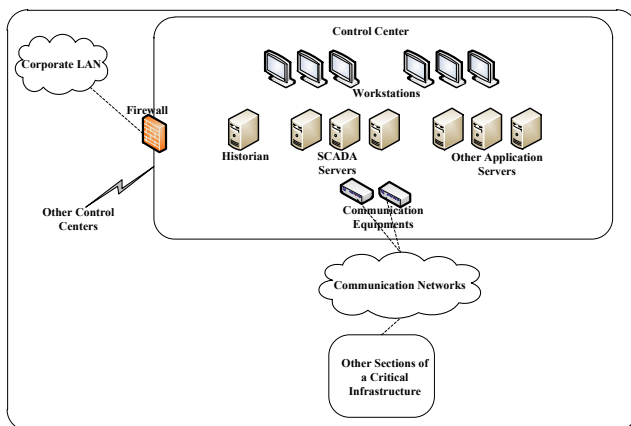 Control Center
Corporate LAN
Workstations
Firewall
Historian
SCADA
Servers
Other Application
Servers
Communication
Equipments
Other Control
Centers
Communication Networks
Other Sections of
a Critical
Infrastructure